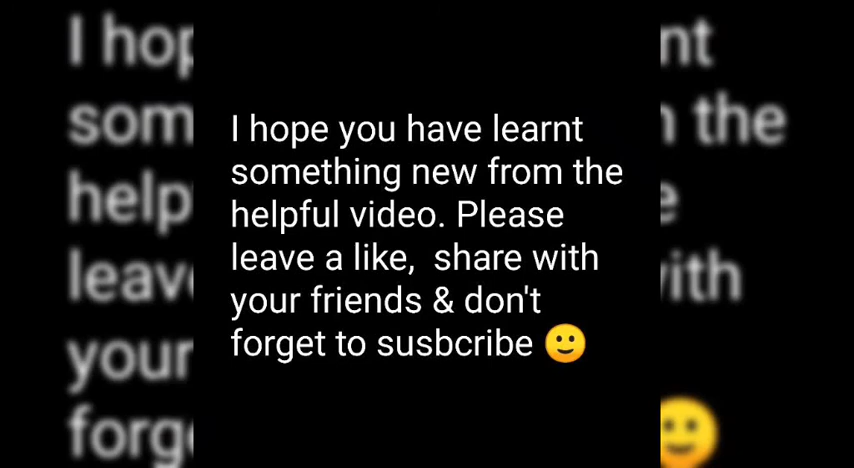 I hope you have learnt
something new from the
helpful video. Please
leave a like,  share with
your friends & don't
forget to susbcribe 🙂